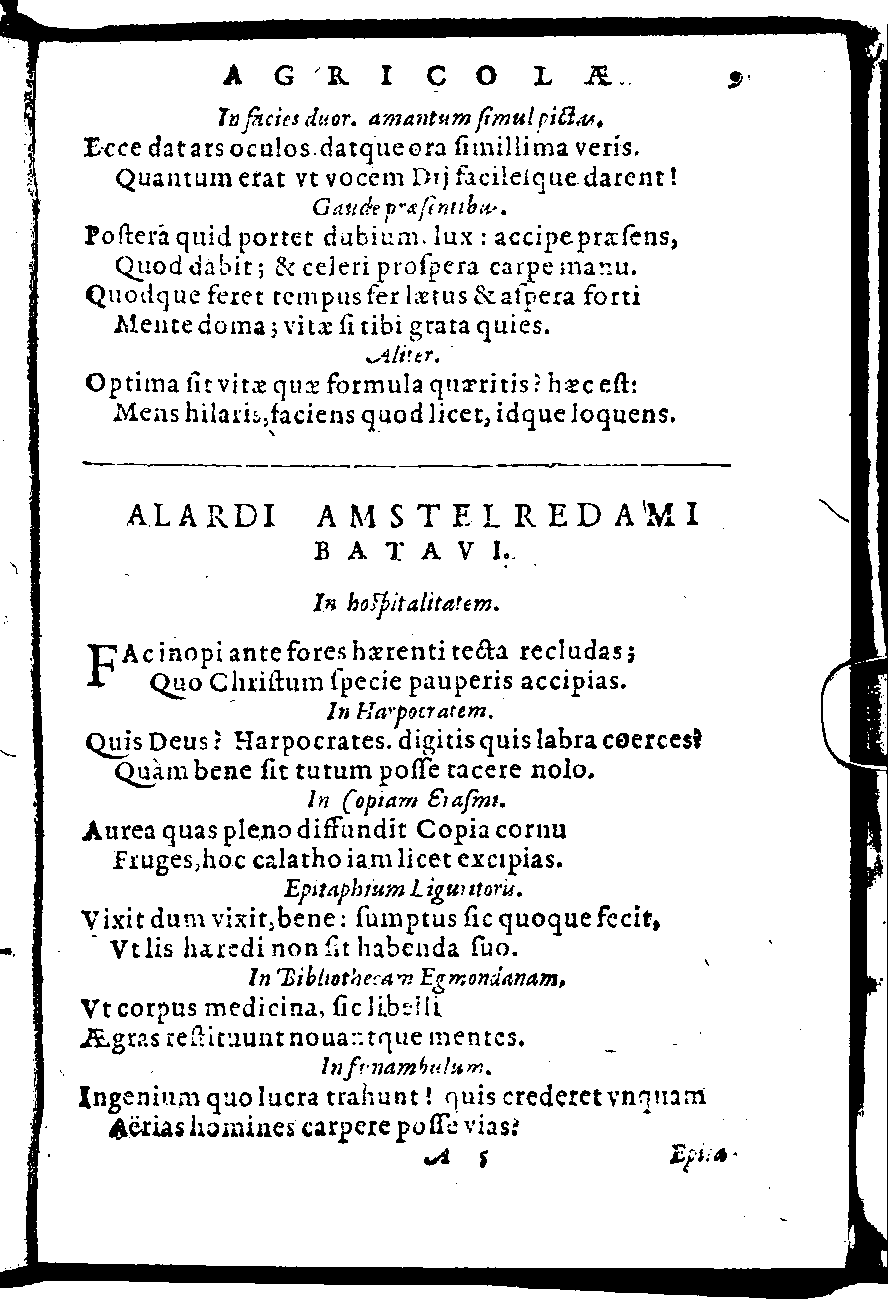 AGRICOLÆ. 9
In facies duor. amantum ſimul pictas.
Ecce dat ars oculos. datque ora ſimillima veris.
Quantum erat vt vocem Dij facileſque darent!
Gaude præſentibus.
Poſtera quid portet dubium. lux: accipe præſens,
Quod dabit; & celeri proſpera carpe manu.
Quodque feret tempus fer lætus & aſpera forti
Mente doma; vitæ ſi tibi grata quies.
Aliter.
Optima ſit vitæ quæ formula quæritis? hæc eſt:
Mens hilaris, faciens quod licet, idque loquens.
ALARDI AMSTELREDAMI
BATAVI.
In hoſpitalitatem.
FAc inopi ante fores hærenti tecta recludas;
Quo Chriſtum ſpecie pauperis accipias.
In Harpocratem.
Quis Deus? Harpocrates. digitis quis labra coerces?
Quàm bene ſit tutum poſſe tacere nolo.
In Copiam Eraſmi.
Aurea quas pleno diffundit Copia cornu
Fruges, hoc calatho iam licet excipias.
Epitaphium Liguritoris.
Vixit dum vixit, bene: ſumptus ſic quoque fecit,
Vt lis hæredi non ſit habenda ſuo.
In Bibliothecam Egmondanam,
Vt corpus medicina, ſic libelli
Ægras reſtituunt nouantque mentes.
In funambulum.
Ingenium quo lucra trahunt! quis crederet vnquam
Aërias homines carpere poſſe vias?
A 5 Epita-